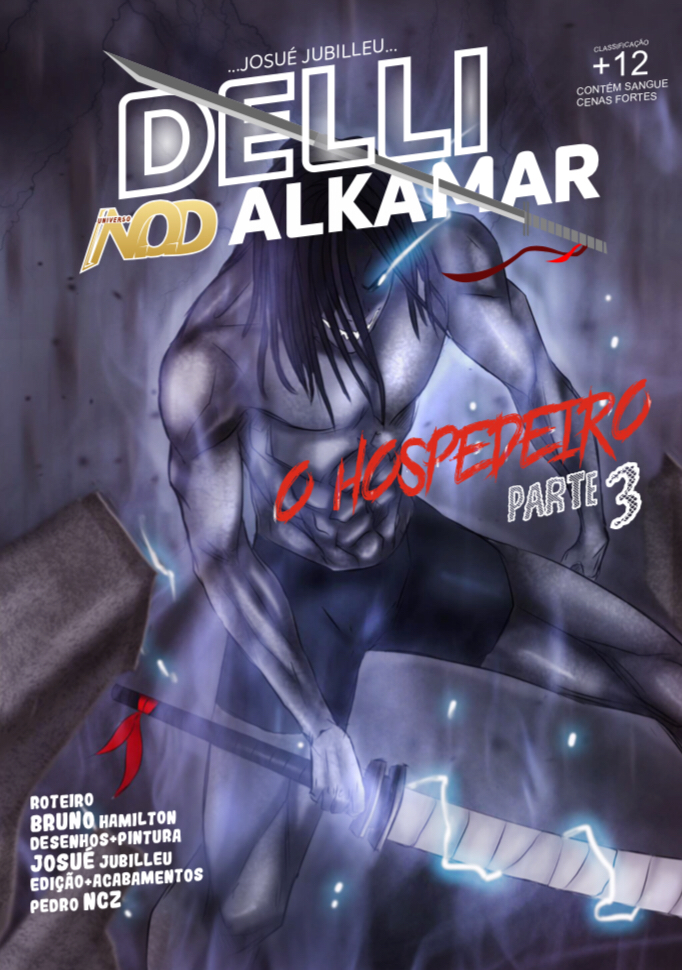 ...JOSUÉ JUBILLEU...
CLASSIFICAÇÃO
+12
CONTÉM SANGUE
CENAS FORTES
DELLI
ALKAMAR
UNIVERSO
NOD
O HOSPEDEIRO
PARTE 3
ROTEIRO
BRUNO HAMILTON
DESENHOS+PINTURA
JOSUÉ JUBILLEU
EDIÇÃO+ACABAMENTOS
PEDRO NCZ